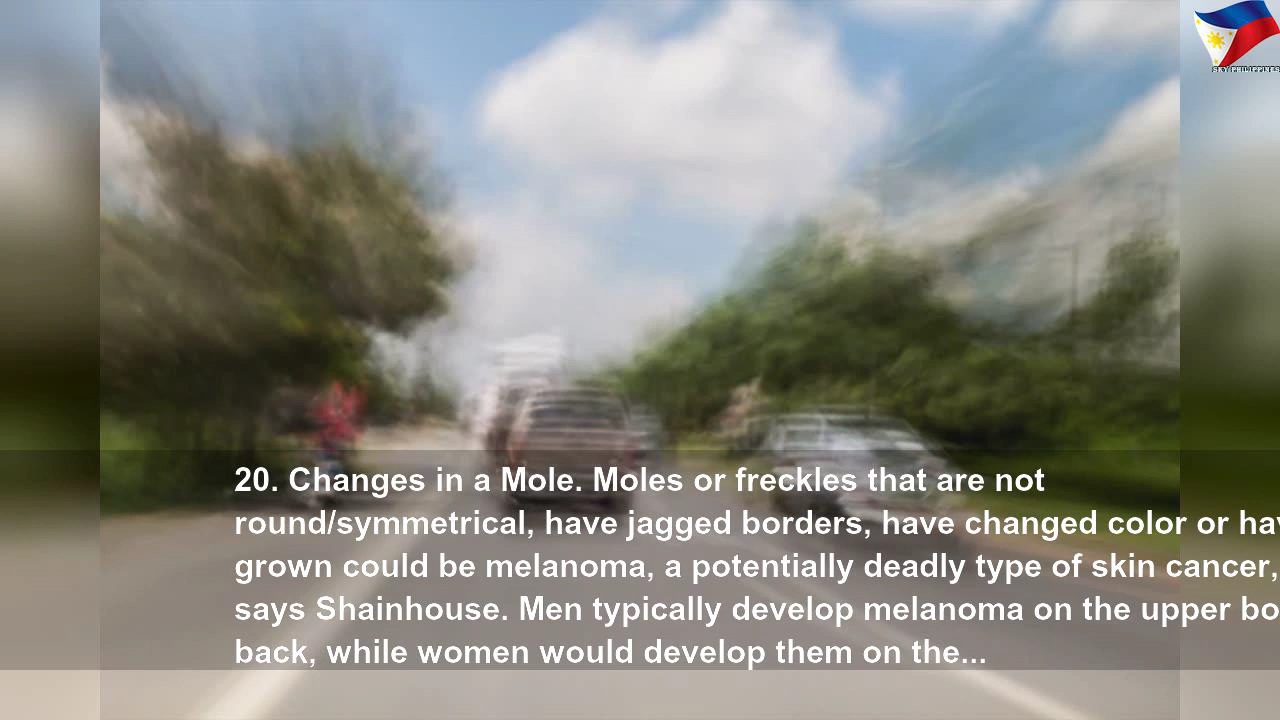 SKY PHILIPPINES
20. Changes in a Mole. Moles or freckles that are not
round/symmetrical, have jagged borders, have changed color or
grown could be melanoma, a potentially deadly type of skin cancer,
says Shainhouse. Men typically develop melanoma on the upper
back, while women would develop them on the...